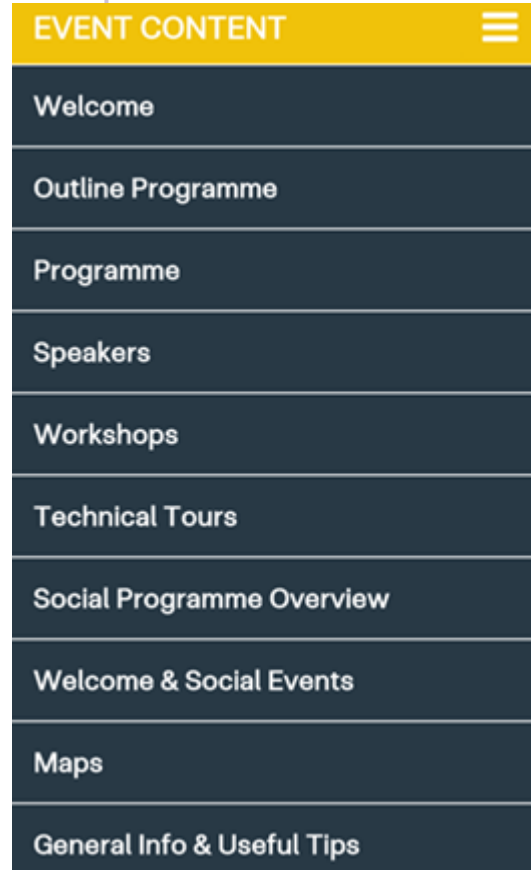 EVENT CONTENT
Welcome
Outline Programme
Programme
Speakers
Workshops
Technical Tours
Social Programme Overview
Welcome & Social Events
Maps
General Info & Useful Tips